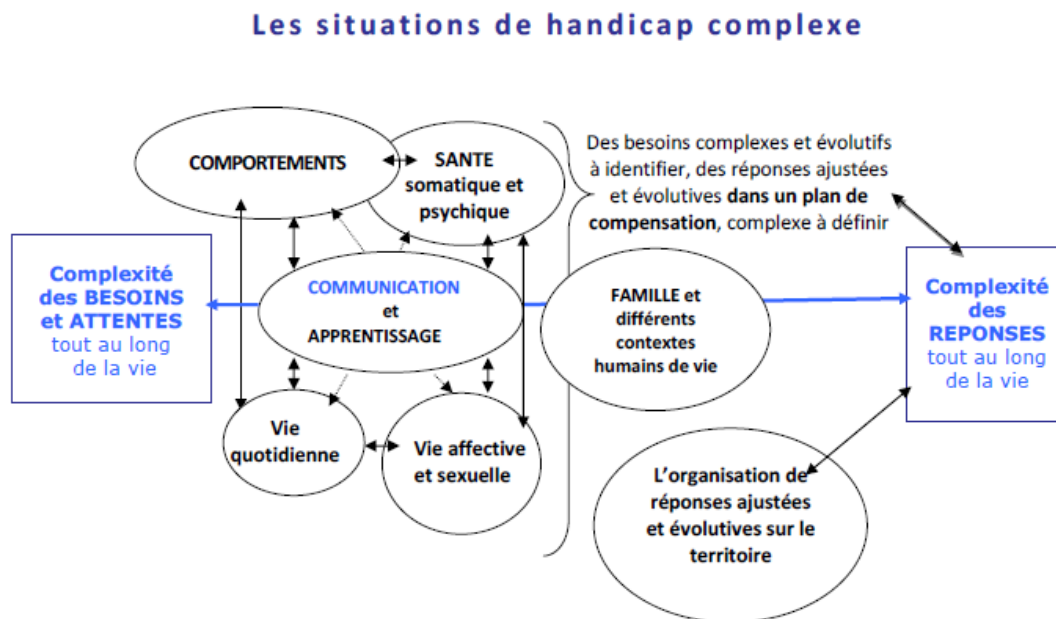 Les situations de handicap complexe
COMPORTEMENTS
SANTE
somatique et
psychique
Des besoins complexes et évolutifs
à identifier, des réponses ajustées
et évolutives dans un plan de
compensation, complexe à définir
Complexité
des BESOINS
et ATTENTES
tout au long
de la vie
COMMUNICATION
et
APPRENTISSAGE
FAMILLE et
différents
contextes
humains de vie
Complexité
des
REPONSES
tout au long
de la vie
Vie
quotidienne
Vie affective
et sexuelle
L'organisation de
réponses ajustées
et évolutives sur le
territoire